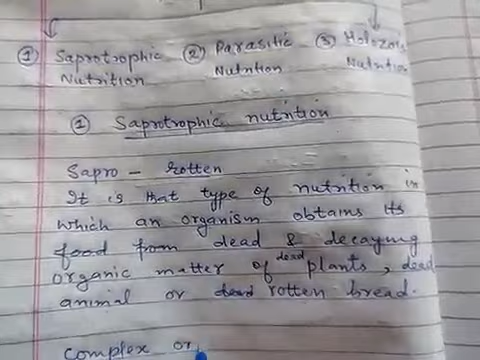 ① Saprotrophic ② Parasitic ③ Holozoic
Nutrition Nutrition Nutrition
① Saprotrophic nutrition
Sapro - rotten
It is that type of nutrition in
which an organism obtains its
food from dead & decaying
organic matter of dead plants, dead
animal or rotten bread.
complex or